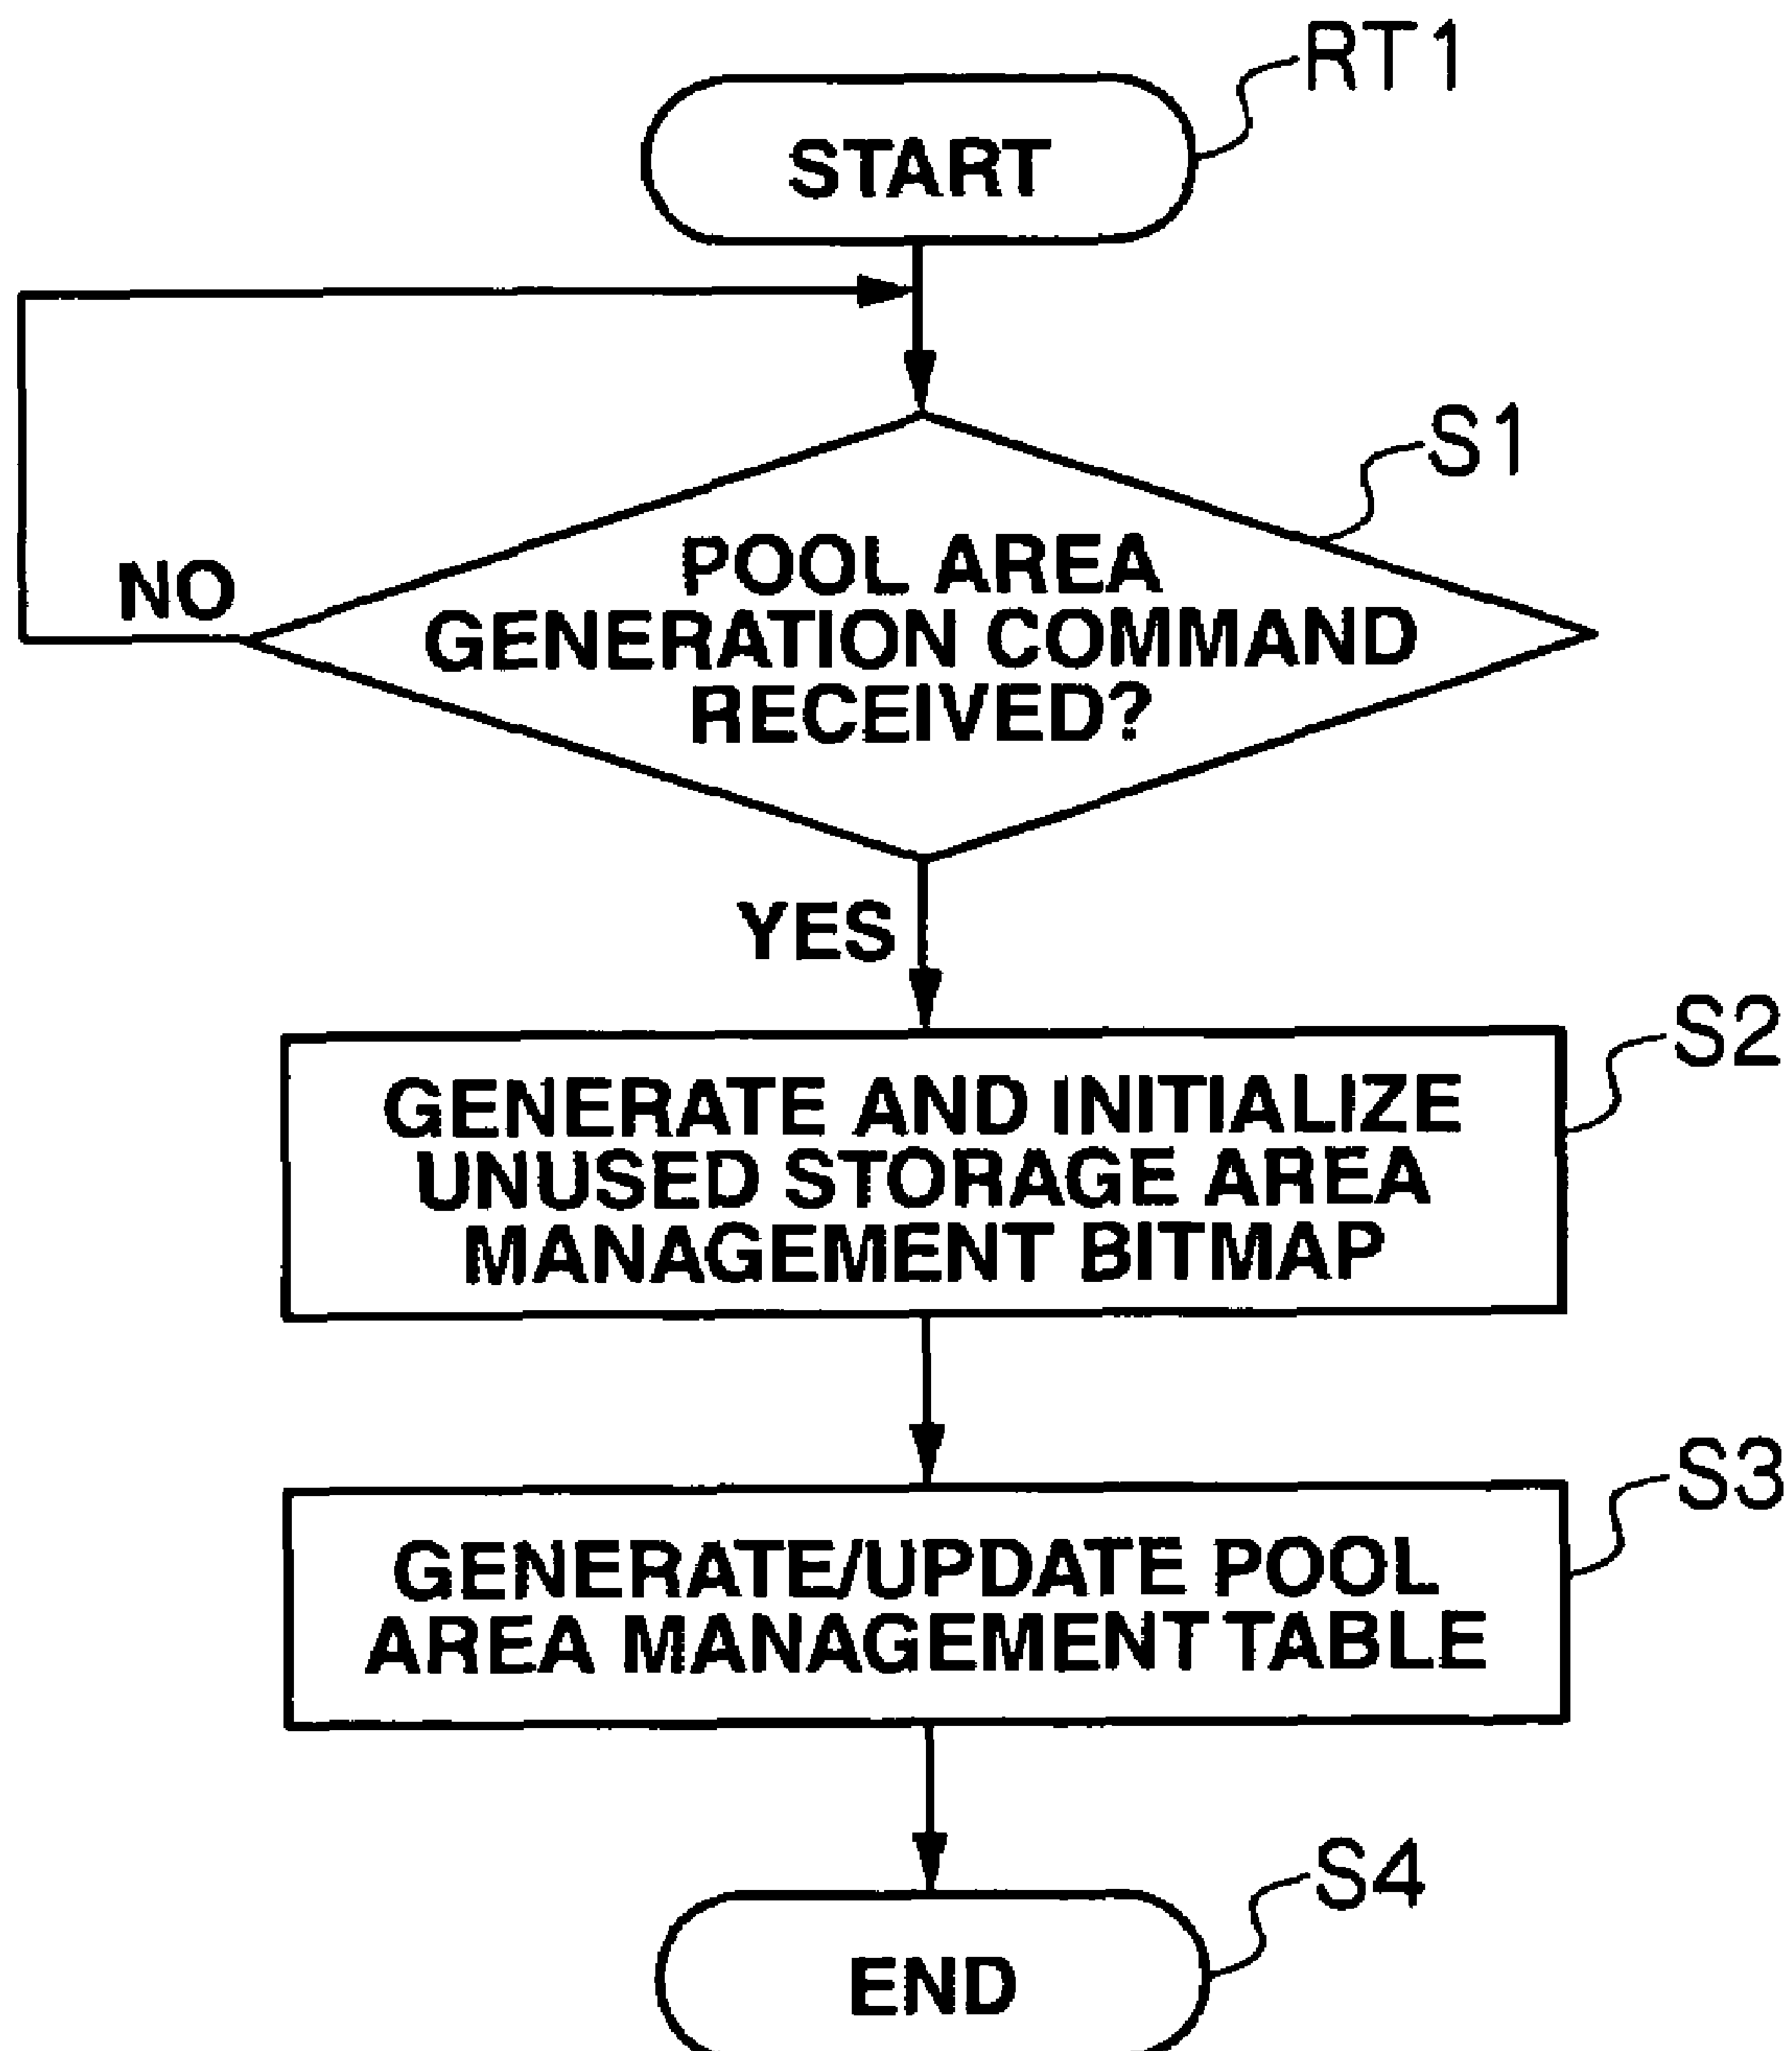 RT1
START
S1
POOL AREA
GENERATION COMMAND
RECEIVED?
NO
YES
S2
GENERATE AND INITIALIZE
UNUSED STORAGE AREA
MANAGEMENT BITMAP
S3
GENERATE/UPDATE POOL
AREA MANAGEMENT TABLE
S4
END